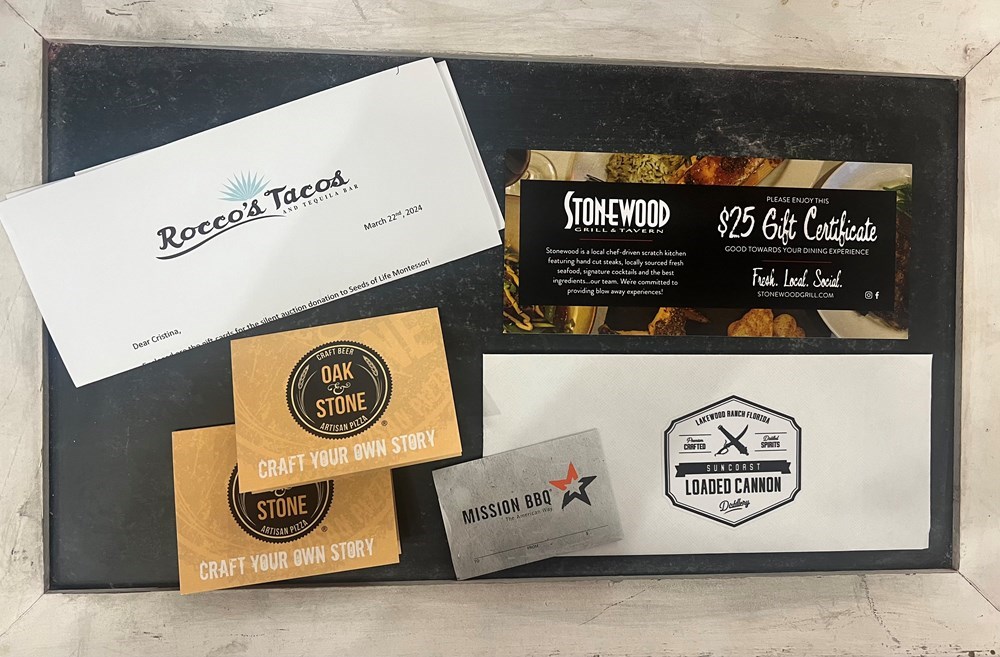 Rocco's Tacos
AND TEQUILA BAR
March 22nd, 2024
Dear Cristina,
the gift cards for the silent auction donation to Seeds of Life Montessori
STONEWOOD
GRILL & TAVERN
Stonewood is a local chef-driven scratch kitchen
featuring hand cut steaks, locally sourced fresh
seafood, signature cocktails and the best
ingredients...our team. We're committed to
providing blow away experiences!
PLEASE ENJOY THIS
$25 Gift Certificate
GOOD TOWARDS YOUR DINING EXPERIENCE
Fresh. Local. Social.
STONEWOODGRILL.COM
CRAFT BEER
OAK
&
STONE
ARTISAN PIZZA
®
CRAFT YOUR OWN STORY
&
STONE
ARTISAN PIZZA
CRAFT YOUR OWN STORY
MISSION BBQ
The American Way
LAKEWOOD RANCH FLORIDA
Premium
CRAFTED
Distilled
SPIRITS
SUNCOAST
LOADED CANNON
Distillery